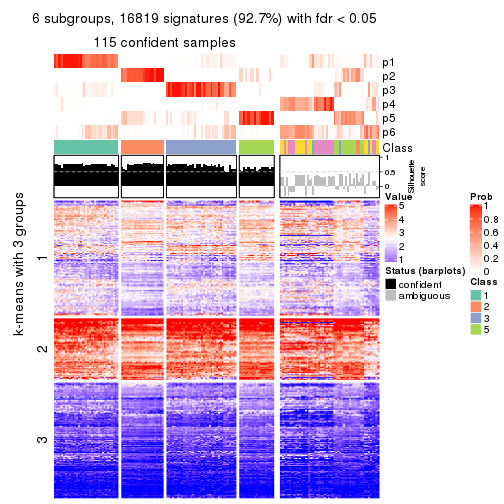 6 subgroups, 16819 signatures (92.7%) with fdr < 0.05
115 confident samples
p1
p2
p3
p4
p5
p6
Class
1
0.5
0
Silhouette
score
k-means with 3 groups
1
2
3
Value
5
4
3
2
1
Status (barplots)
confident
ambiguous
Prob
1
0.8
0.6
0.4
0.2
0
Class
1
2
3
5